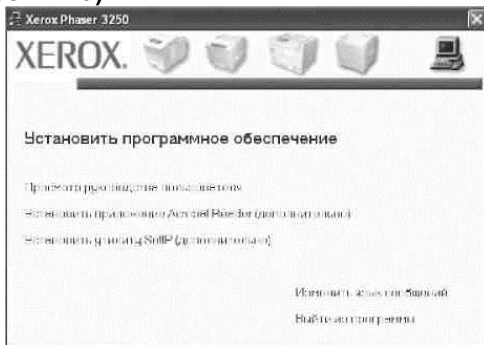 Xerox Phaser 3250
XEROX.
Установить программное обеспечение
Просмотр руководства пользователя
Установить приложение Acrobat Reader (дополнительно)
Установить утилиту SetIP (дополнительно)
Изменить язык сообщений
Выйти из программы